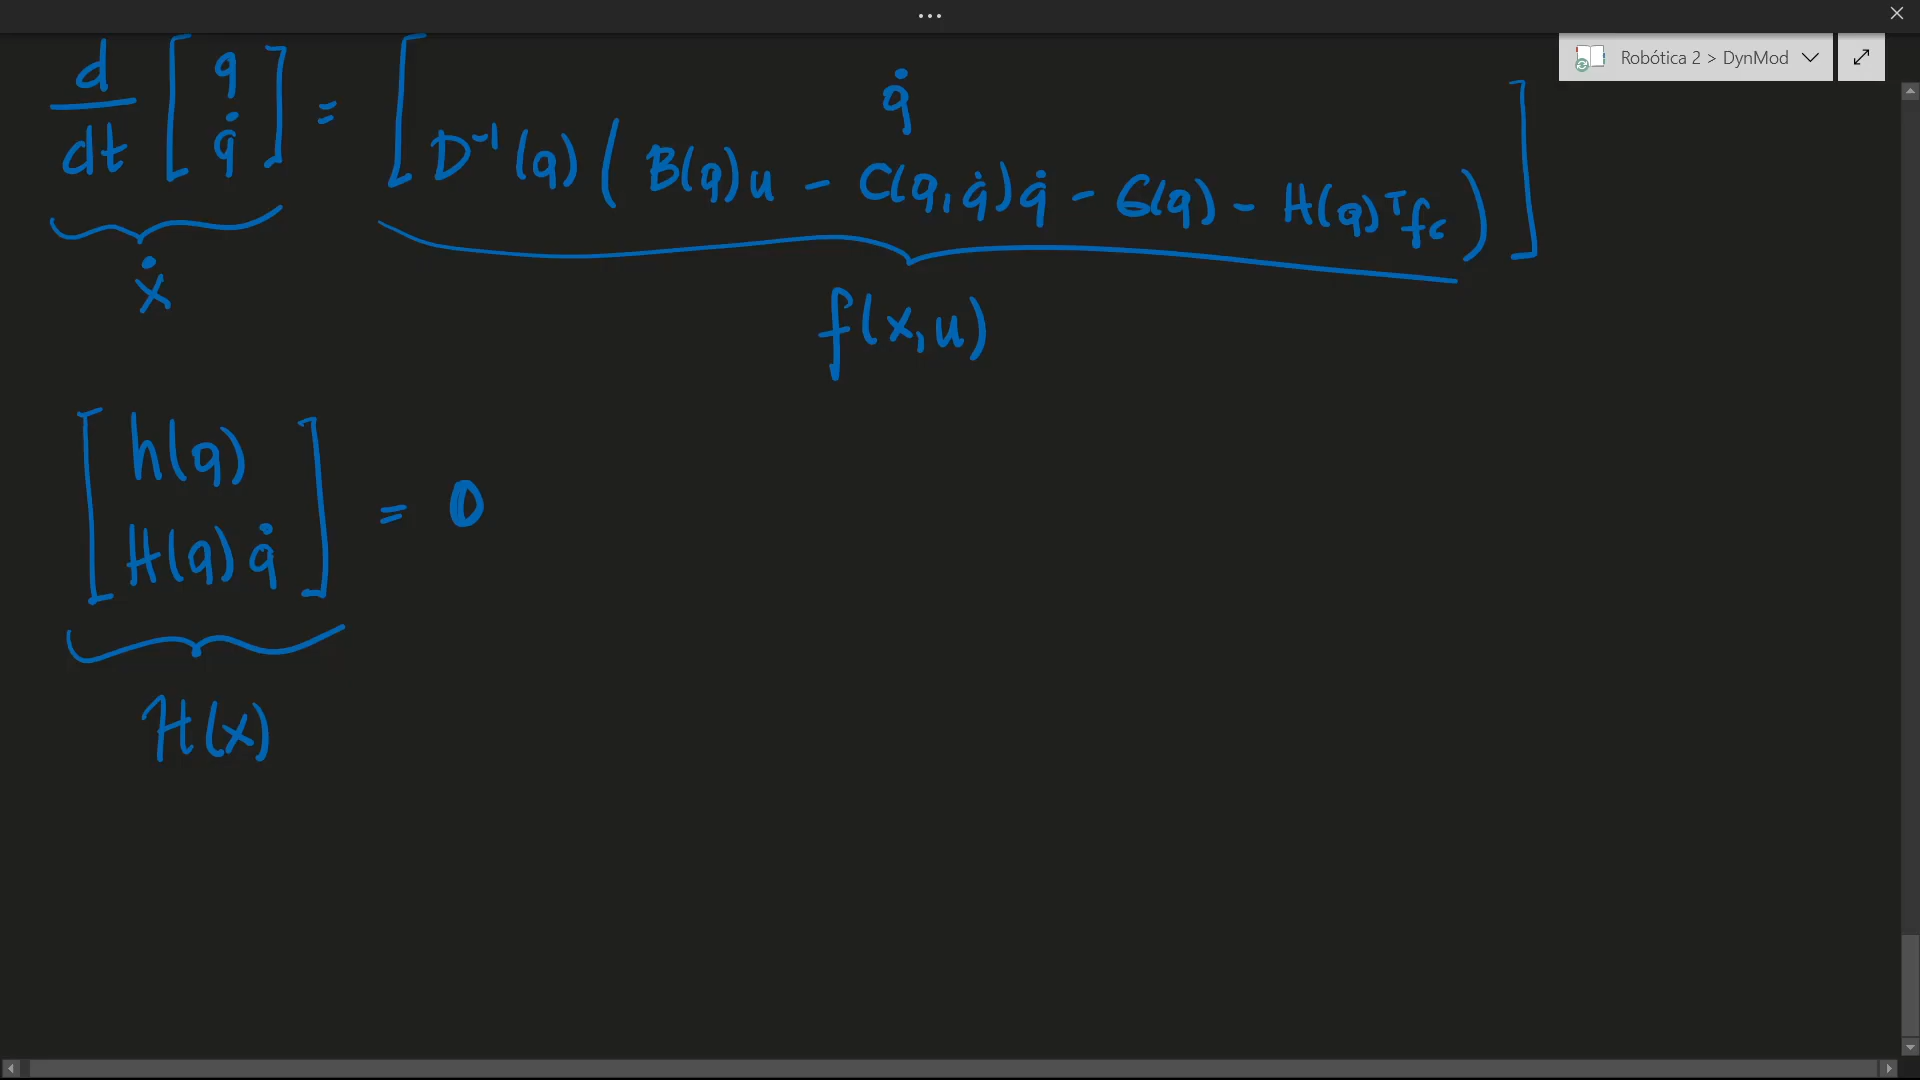 ...
Robótica 2 > DynMod
d/dt [q; q̇] = [q̇; D⁻¹(q)(B(q)u - C(q,q̇)q̇ - G(q) - H(q)ᵀf_c)]
ẋ
f(x,u)
[h(q); H(q)q̇] = 0
ℋ(x)